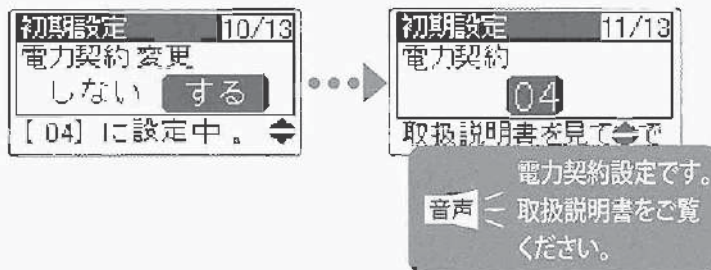 初期設定 10/13
電力契約変更
しない する
【04】に設定中。
初期設定 11/13
電力契約
04
取扱説明書を見て で
音声
電力契約設定です。
取扱説明書をご覧
ください。